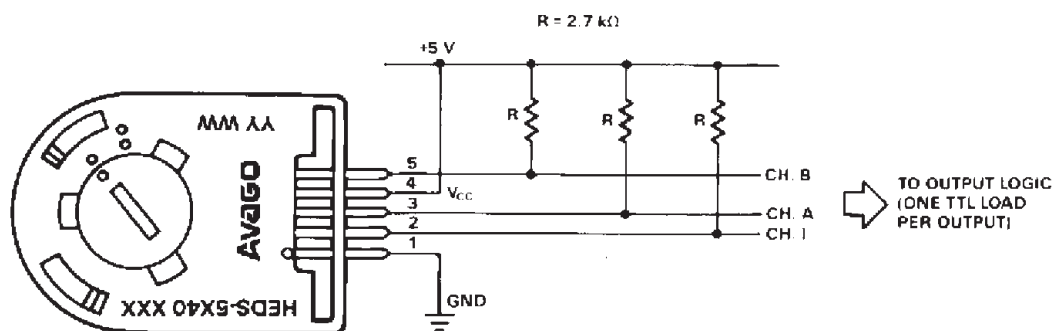 R = 2.7 kΩ
+5 V
R
R
R
YY WW
AVAGO
HEDS-5X40 XXX
5
4
VCC
3
2
1
GND
CH. B
CH. A
CH. I
TO OUTPUT LOGIC
(ONE TTL LOAD
PER OUTPUT)